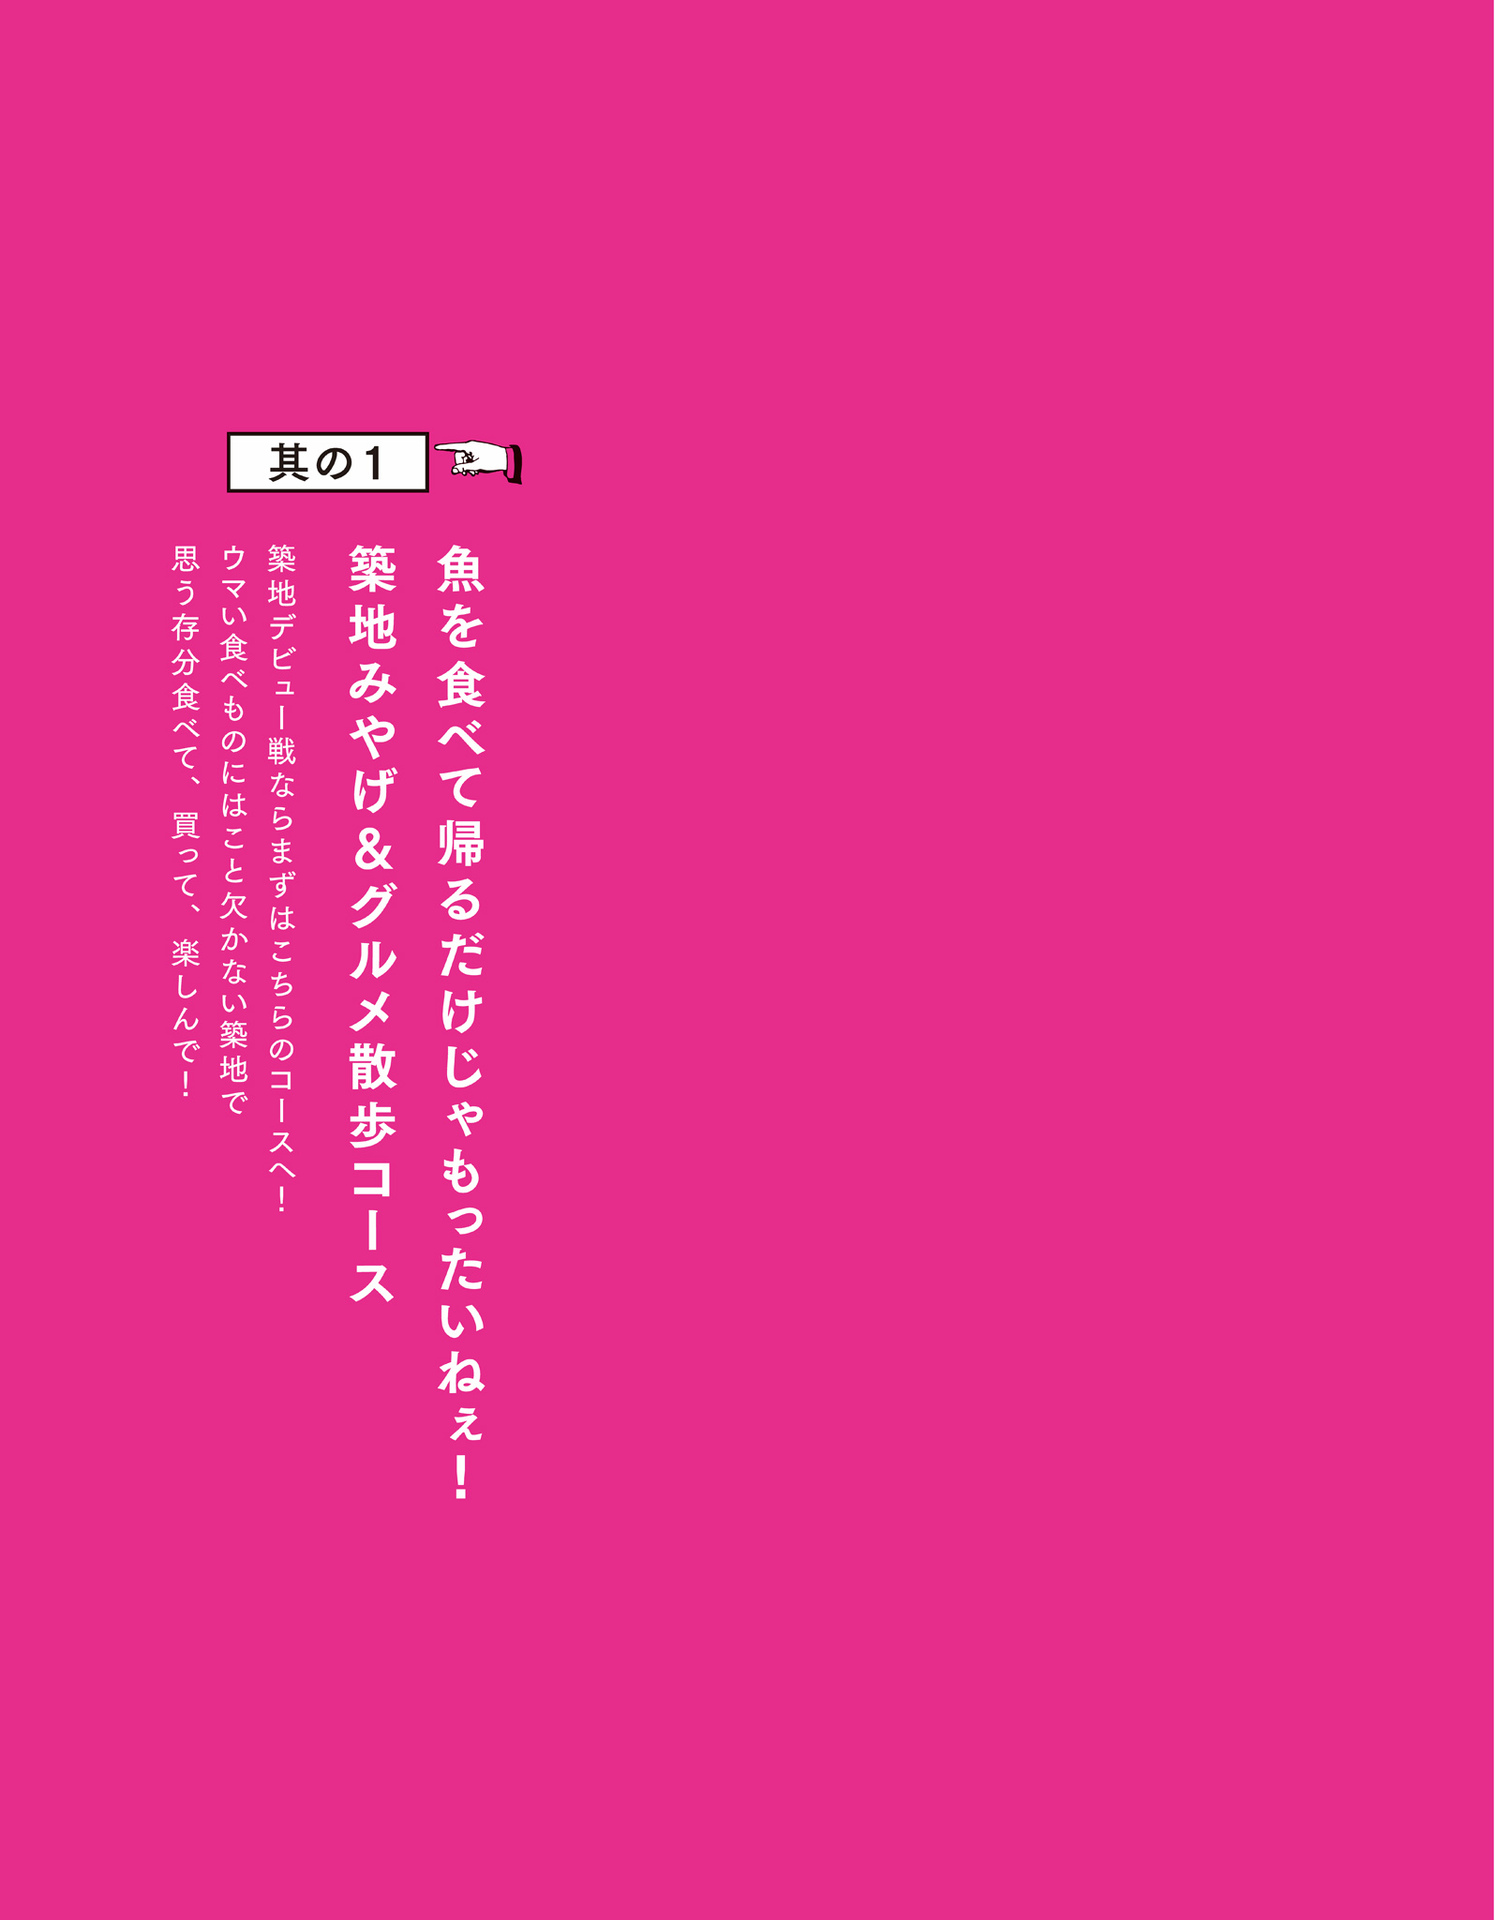 其の1
魚を食べて帰るだけじゃもったいねぇ！
築地みやげ＆グルメ散歩コース
築地デビュー戦ならまずはこちらのコースへ！
ウマい食べものにはこと欠かない築地で
思う存分食べて、買って、楽しんで！